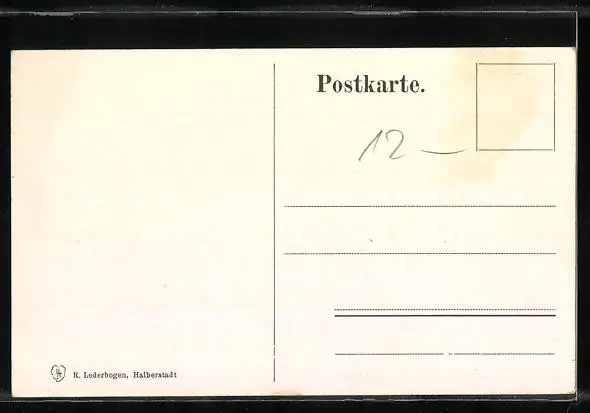 Postkarte.
12 —
R. Lederbogen, Halberstadt